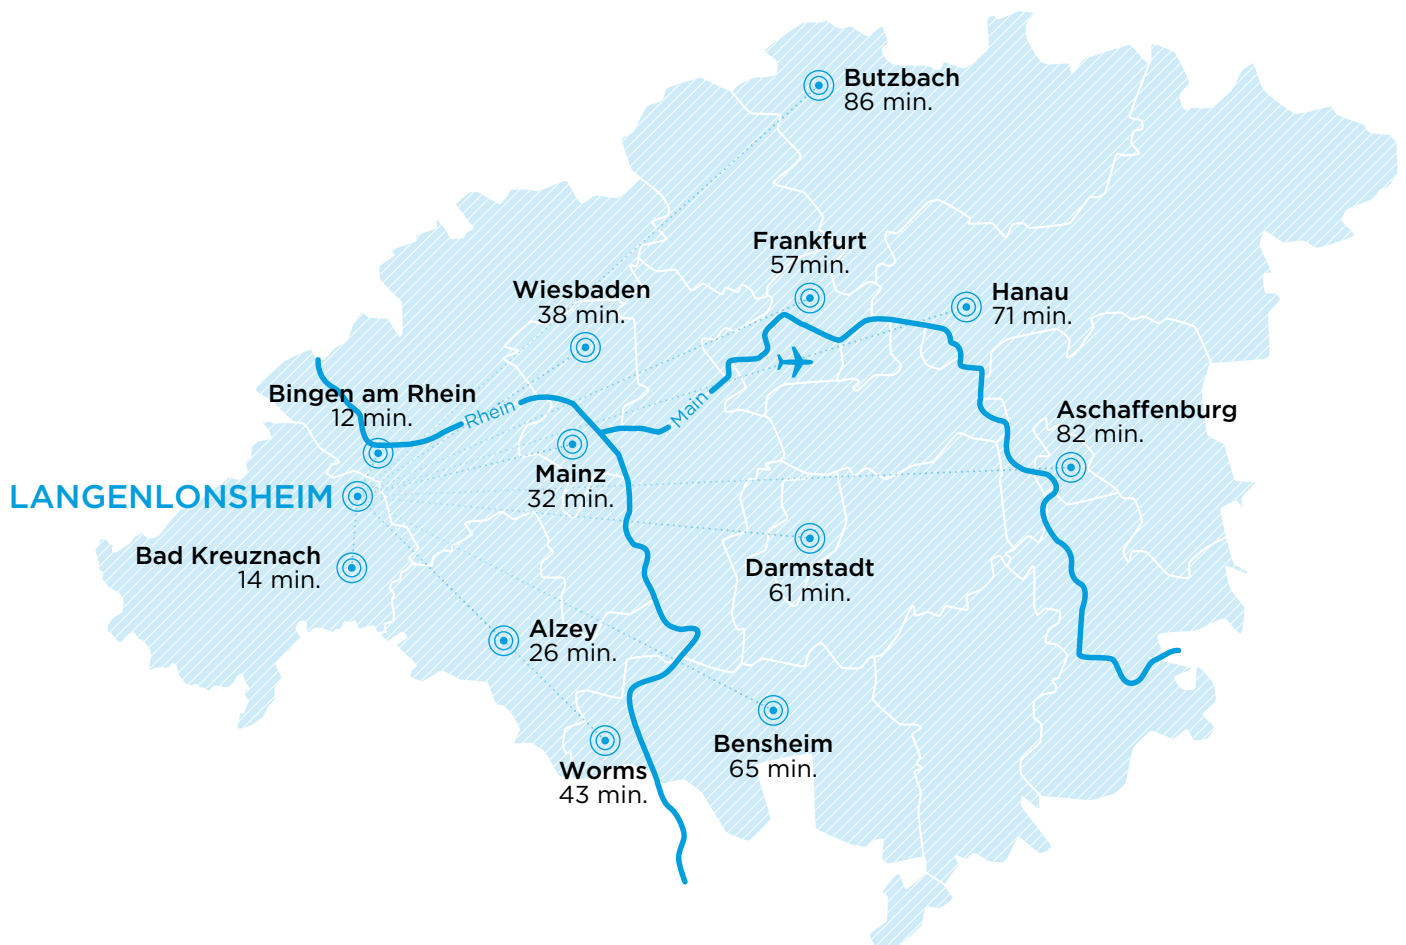 Butzbach
86 min.
Frankfurt
57min.
Wiesbaden
38 min.
Hanau
71 min.
Bingen am Rhein
12 min.
Rhein
Main
Aschaffenburg
82 min.
Mainz
32 min.
LANGENLONSHEIM
Bad Kreuznach
14 min.
Darmstadt
61 min.
Alzey
26 min.
Bensheim
65 min.
Worms
43 min.